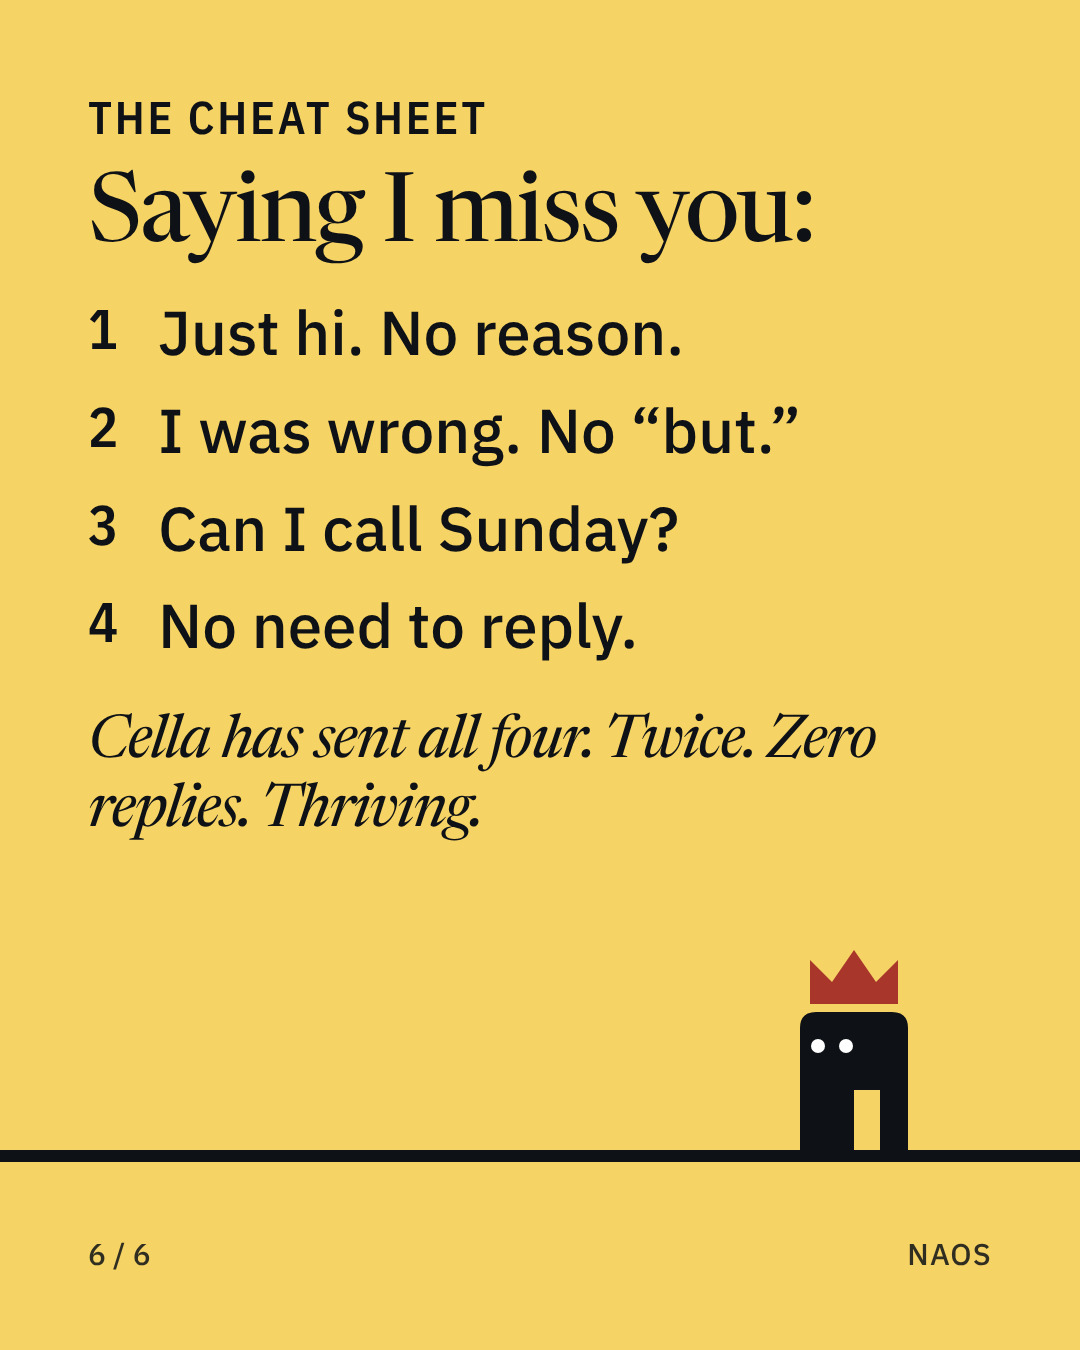 THE CHEAT SHEET
Saying I miss you:
1 Just hi. No reason.
2 I was wrong. No “but.”
3 Can I call Sunday?
4 No need to reply.
Cella has sent all four. Twice. Zero
replies. Thriving.
6 / 6
NAOS